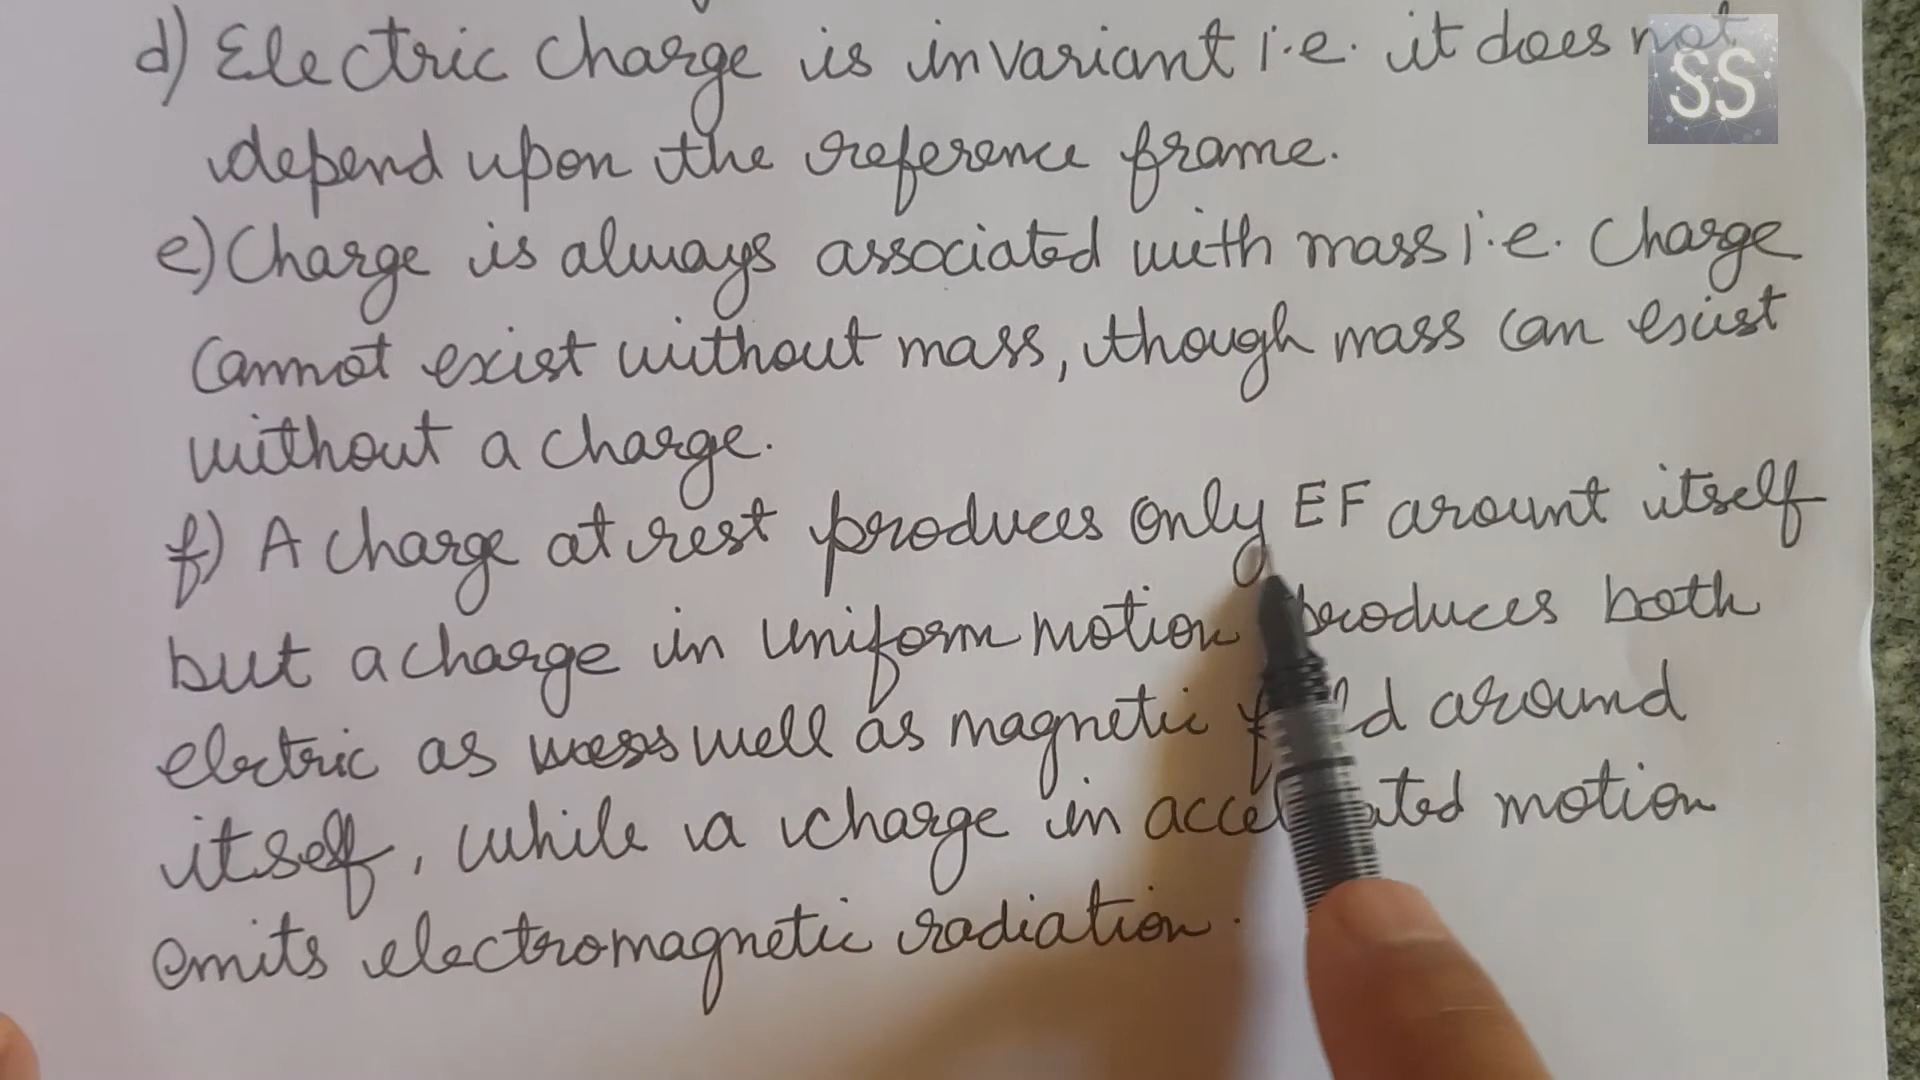 d) Electric charge is invariant i.e. it does not
depend upon the reference frame.
e) Charge is always associated with mass i.e. charge
cannot exist without mass, though mass can exist
without a charge.
f) A charge at rest produces only EF arount itself
but a charge in uniform motion produces both
electric as well as magnetic field around
itself, while a charge in accelerated motion
emits electromagnetic radiation.
SS